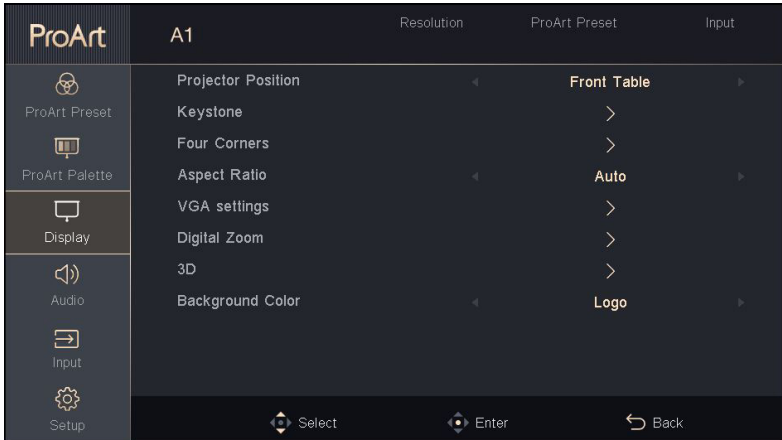 ProArt
A1
Resolution
ProArt Preset
Input
ProArt Preset
ProArt Palette
Display
Audio
Input
Setup
Projector Position Front Table
Keystone
Four Corners
Aspect Ratio Auto
VGA settings
Digital Zoom
3D
Background Color Logo
Select Enter Back